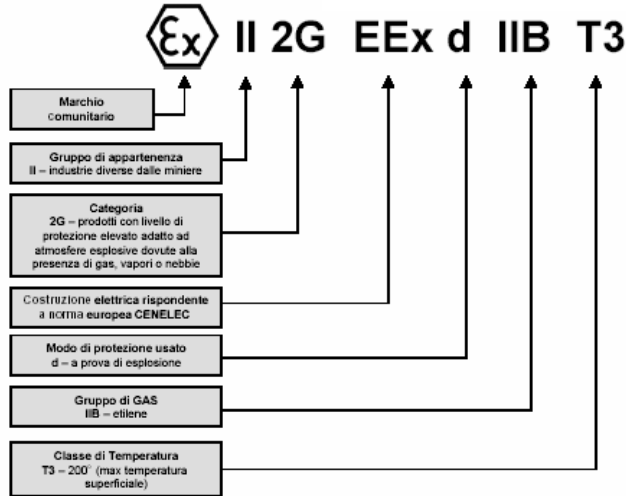 Ex II 2G EEx d IIB T3
Marchio
comunitario
Gruppo di appartenenza
II – industrie diverse dalle miniere
Categoria
2G – prodotti con livello di
protezione elevato adatto ad
atmosfere esplosive dovute alla
presenza di gas, vapori o nebbie
Costruzione elettrica rispondente
a norma europea CENELEC
Modo di protezione usato
d – a prova di esplosione
Gruppo di GAS
IIB – etilene
Classe di Temperatura
T3 – 200° (max temperatura
superficiale)